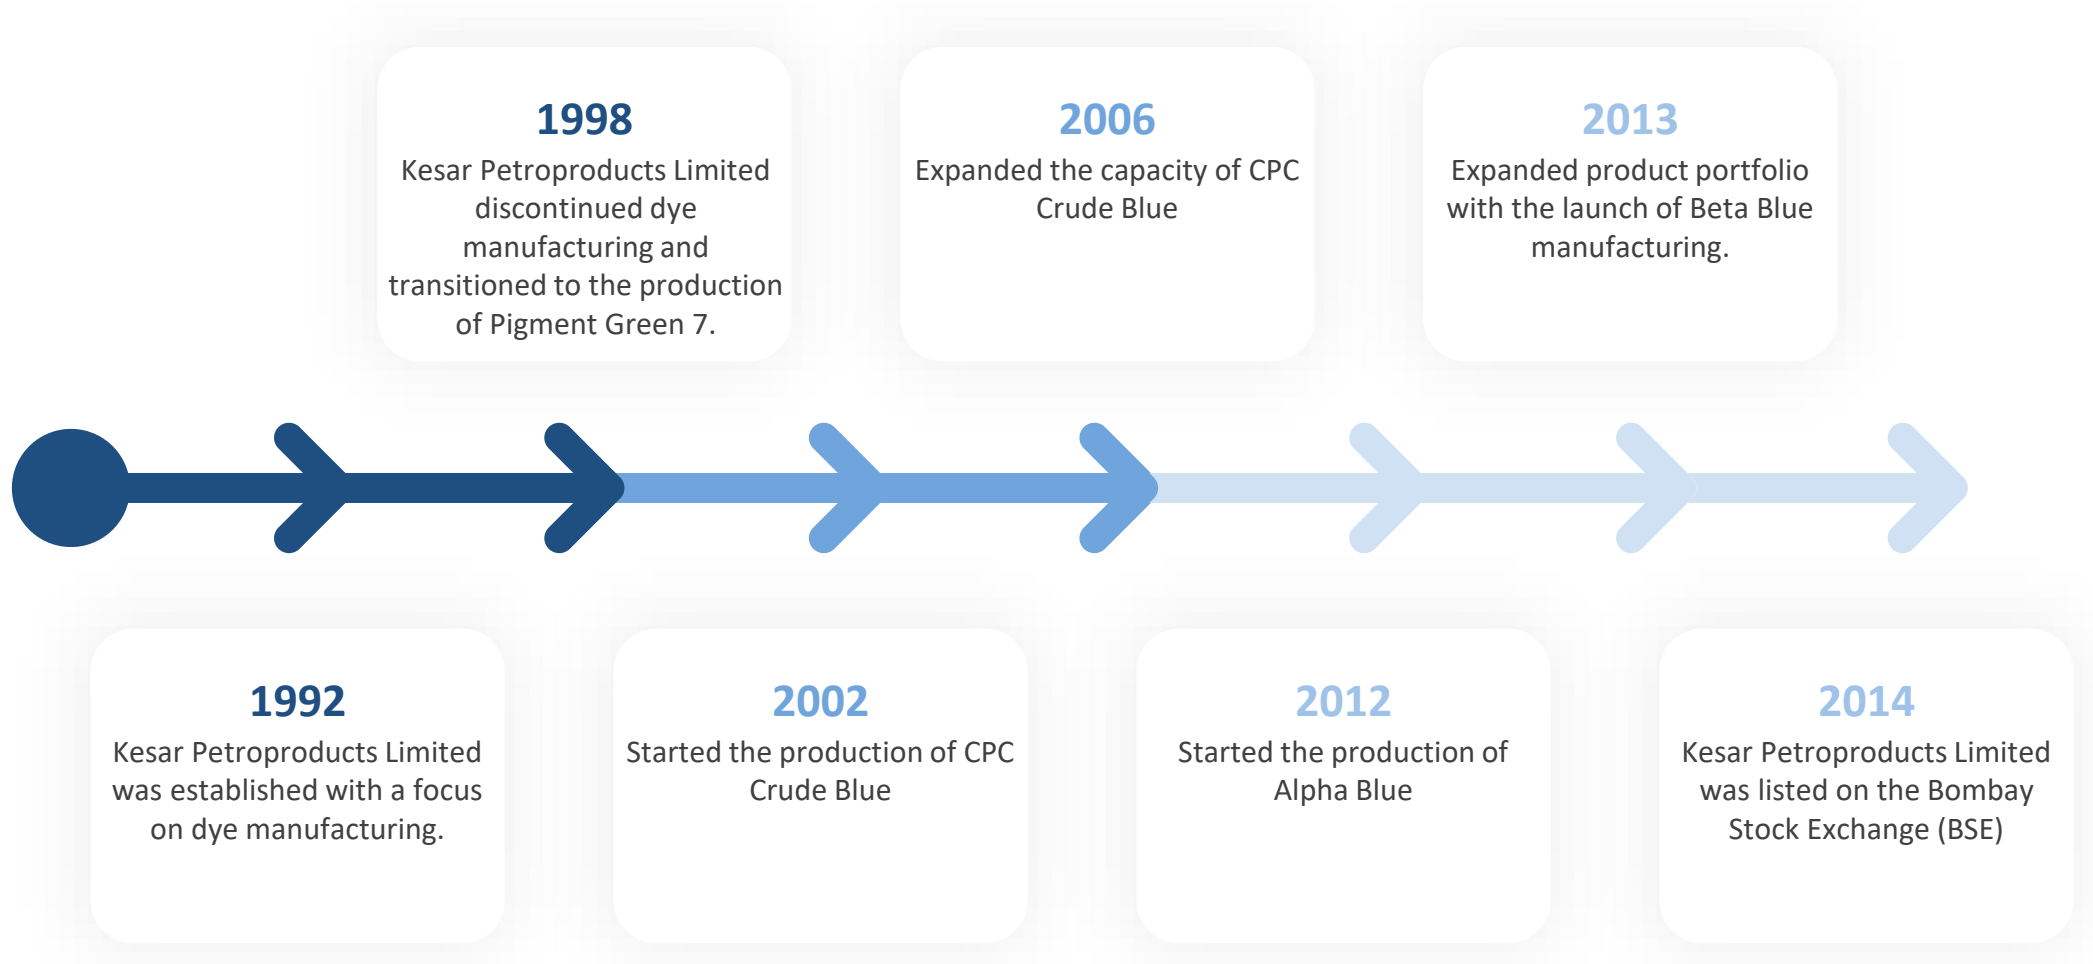 1998
Kesar Petroproducts Limited
discontinued dye
manufacturing and
transitioned to the production
of Pigment Green 7.
2006
Expanded the capacity of CPC
Crude Blue
2013
Expanded product portfolio
with the launch of Beta Blue
manufacturing.
1992
Kesar Petroproducts Limited
was established with a focus
on dye manufacturing.
2002
Started the production of CPC
Crude Blue
2012
Started the production of
Alpha Blue
2014
Kesar Petroproducts Limited
was listed on the Bombay
Stock Exchange (BSE)